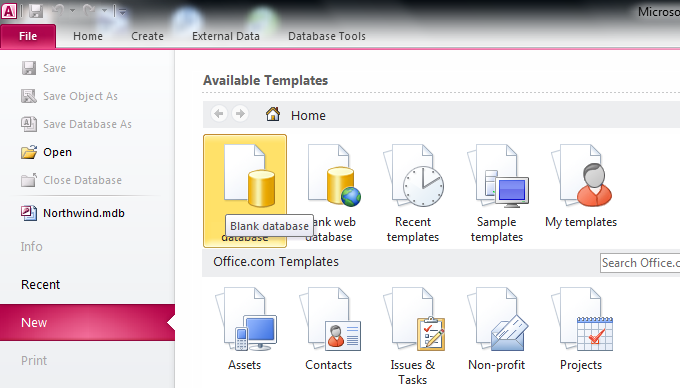 Microso
File Home Create External Data Database Tools
Save
Save Object As
Save Database As
Open
Close Database
Northwind.mdb
Info
Recent
New
Print
Available Templates
Home
Blank database
database
nk web
database
Recent
templates
Sample
templates
My templates
Office.com Templates
Search Office.c
Assets
Contacts
Issues &
Tasks
Non-profit
Projects